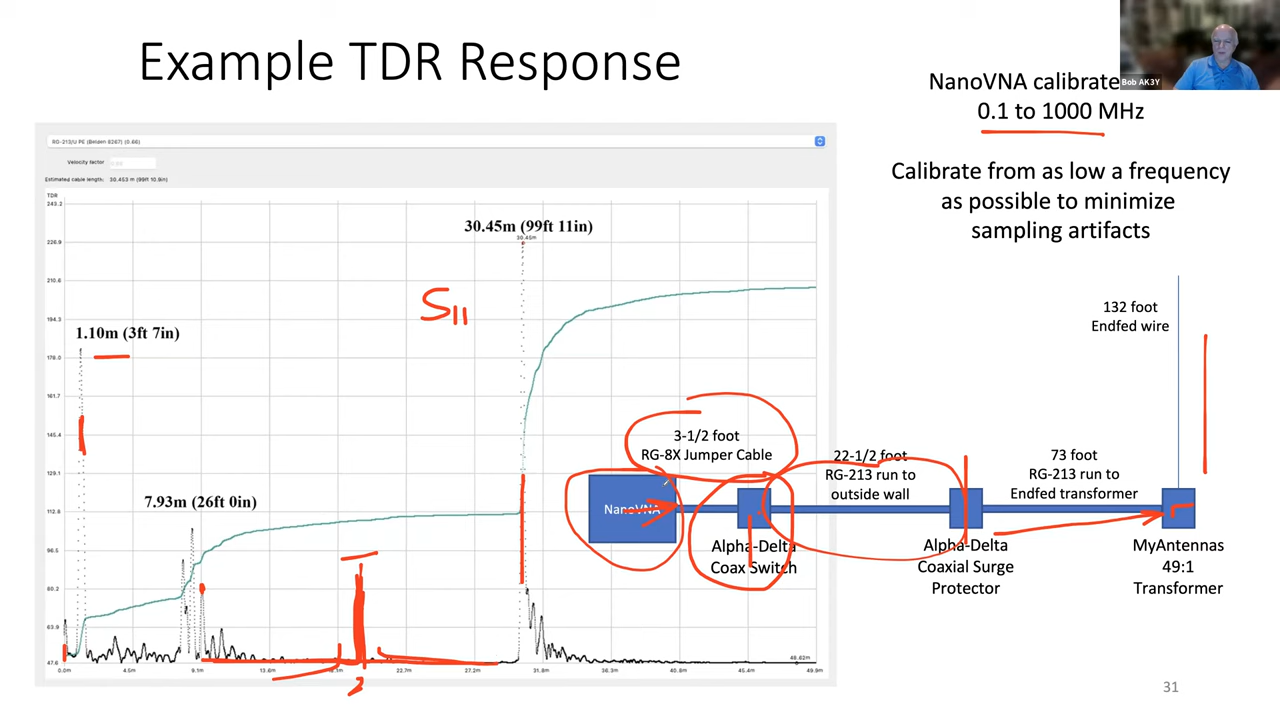 Example TDR Response
NanoVNA calibrate
0.1 to 1000 MHz
Bob AK3Y
Calibrate from as low a frequency
as possible to minimize
sampling artifacts
RG-213/U PE (Belden 8267) (0.66)
Velocity factor
Estimated cable length: 30.453 m (99ft 10.9in)
TDR
249.2
226.9
210.6
194.3
178.0
161.7
145.4
129.1
112.8
96.5
80.2
63.9
47.6
30.45m (99ft 11in)
30.45m
S11
1.10m (3ft 7in)
7.93m (26ft 0in)
0.0m
4.5m
9.1m
13.6m
22.7m
27.2m
31.8m
36.3m
40.8m
45.4m
49.9m
48.62m
132 foot
Endfed wire
3-1/2 foot
RG-8X Jumper Cable
22-1/2 foot
RG-213 run to
outside wall
73 foot
RG-213 run to
Endfed transformer
NanoVNA
Alpha-Delta
Coax Switch
Alpha-Delta
Coaxial Surge
Protector
MyAntennas
49:1
Transformer
31